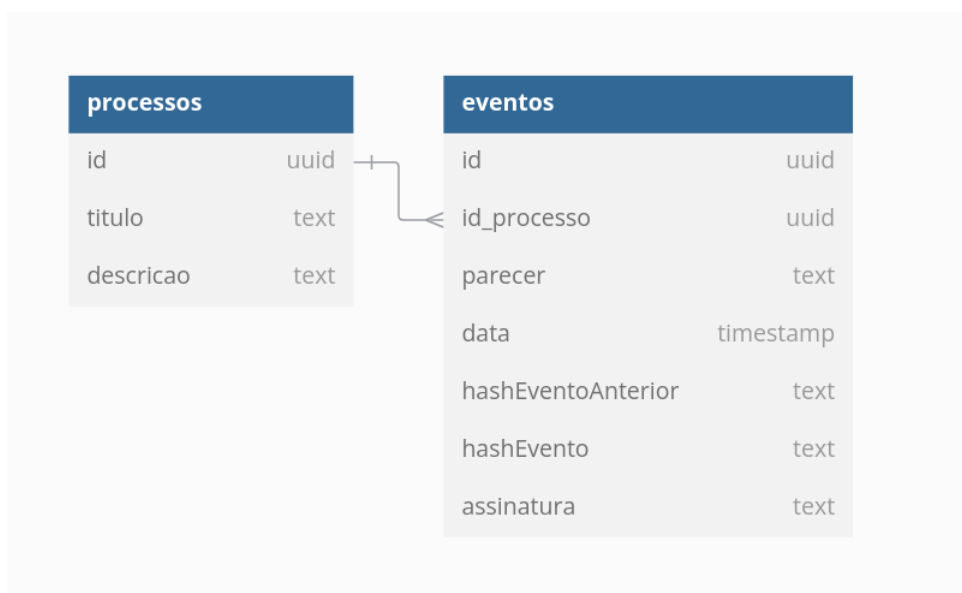 processos
id uuid
titulo text
descricao text
eventos
id uuid
id_processo uuid
parecer text
data timestamp
hashEventoAnterior text
hashEvento text
assinatura text